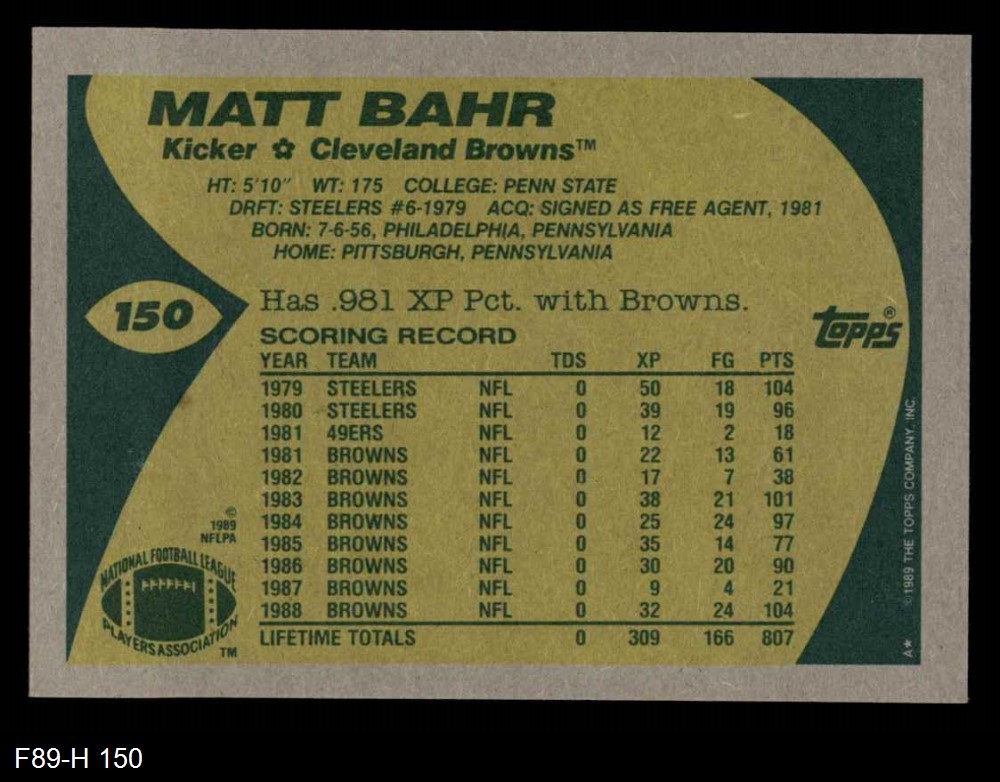 MATT BAHR
Kicker ✿ Cleveland Browns™
HT: 5'10" WT: 175 COLLEGE: PENN STATE
DRFT: STEELERS #6-1979 ACQ: SIGNED AS FREE AGENT, 1981
BORN: 7-6-56, PHILADELPHIA, PENNSYLVANIA
HOME: PITTSBURGH, PENNSYLVANIA
150
Has .981 XP Pct. with Browns.
topps®
SCORING RECORD
YEAR TEAM TDS XP FG PTS
1979 STEELERS NFL 0 50 18 104
1980 STEELERS NFL 0 39 19 96
1981 49ERS NFL 0 12 2 18
1981 BROWNS NFL 0 22 13 61
1982 BROWNS NFL 0 17 7 38
1983 BROWNS NFL 0 38 21 101
1984 BROWNS NFL 0 25 24 97
1985 BROWNS NFL 0 35 14 77
1986 BROWNS NFL 0 30 20 90
1987 BROWNS NFL 0 9 4 21
1988 BROWNS NFL 0 32 24 104
LIFETIME TOTALS 0 309 166 807
©
1989
NFLPA
NATIONAL FOOTBALL LEAGUE
PLAYERS ASSOCIATION
TM
A* ©1989 THE TOPPS COMPANY, INC.
F89-H 150